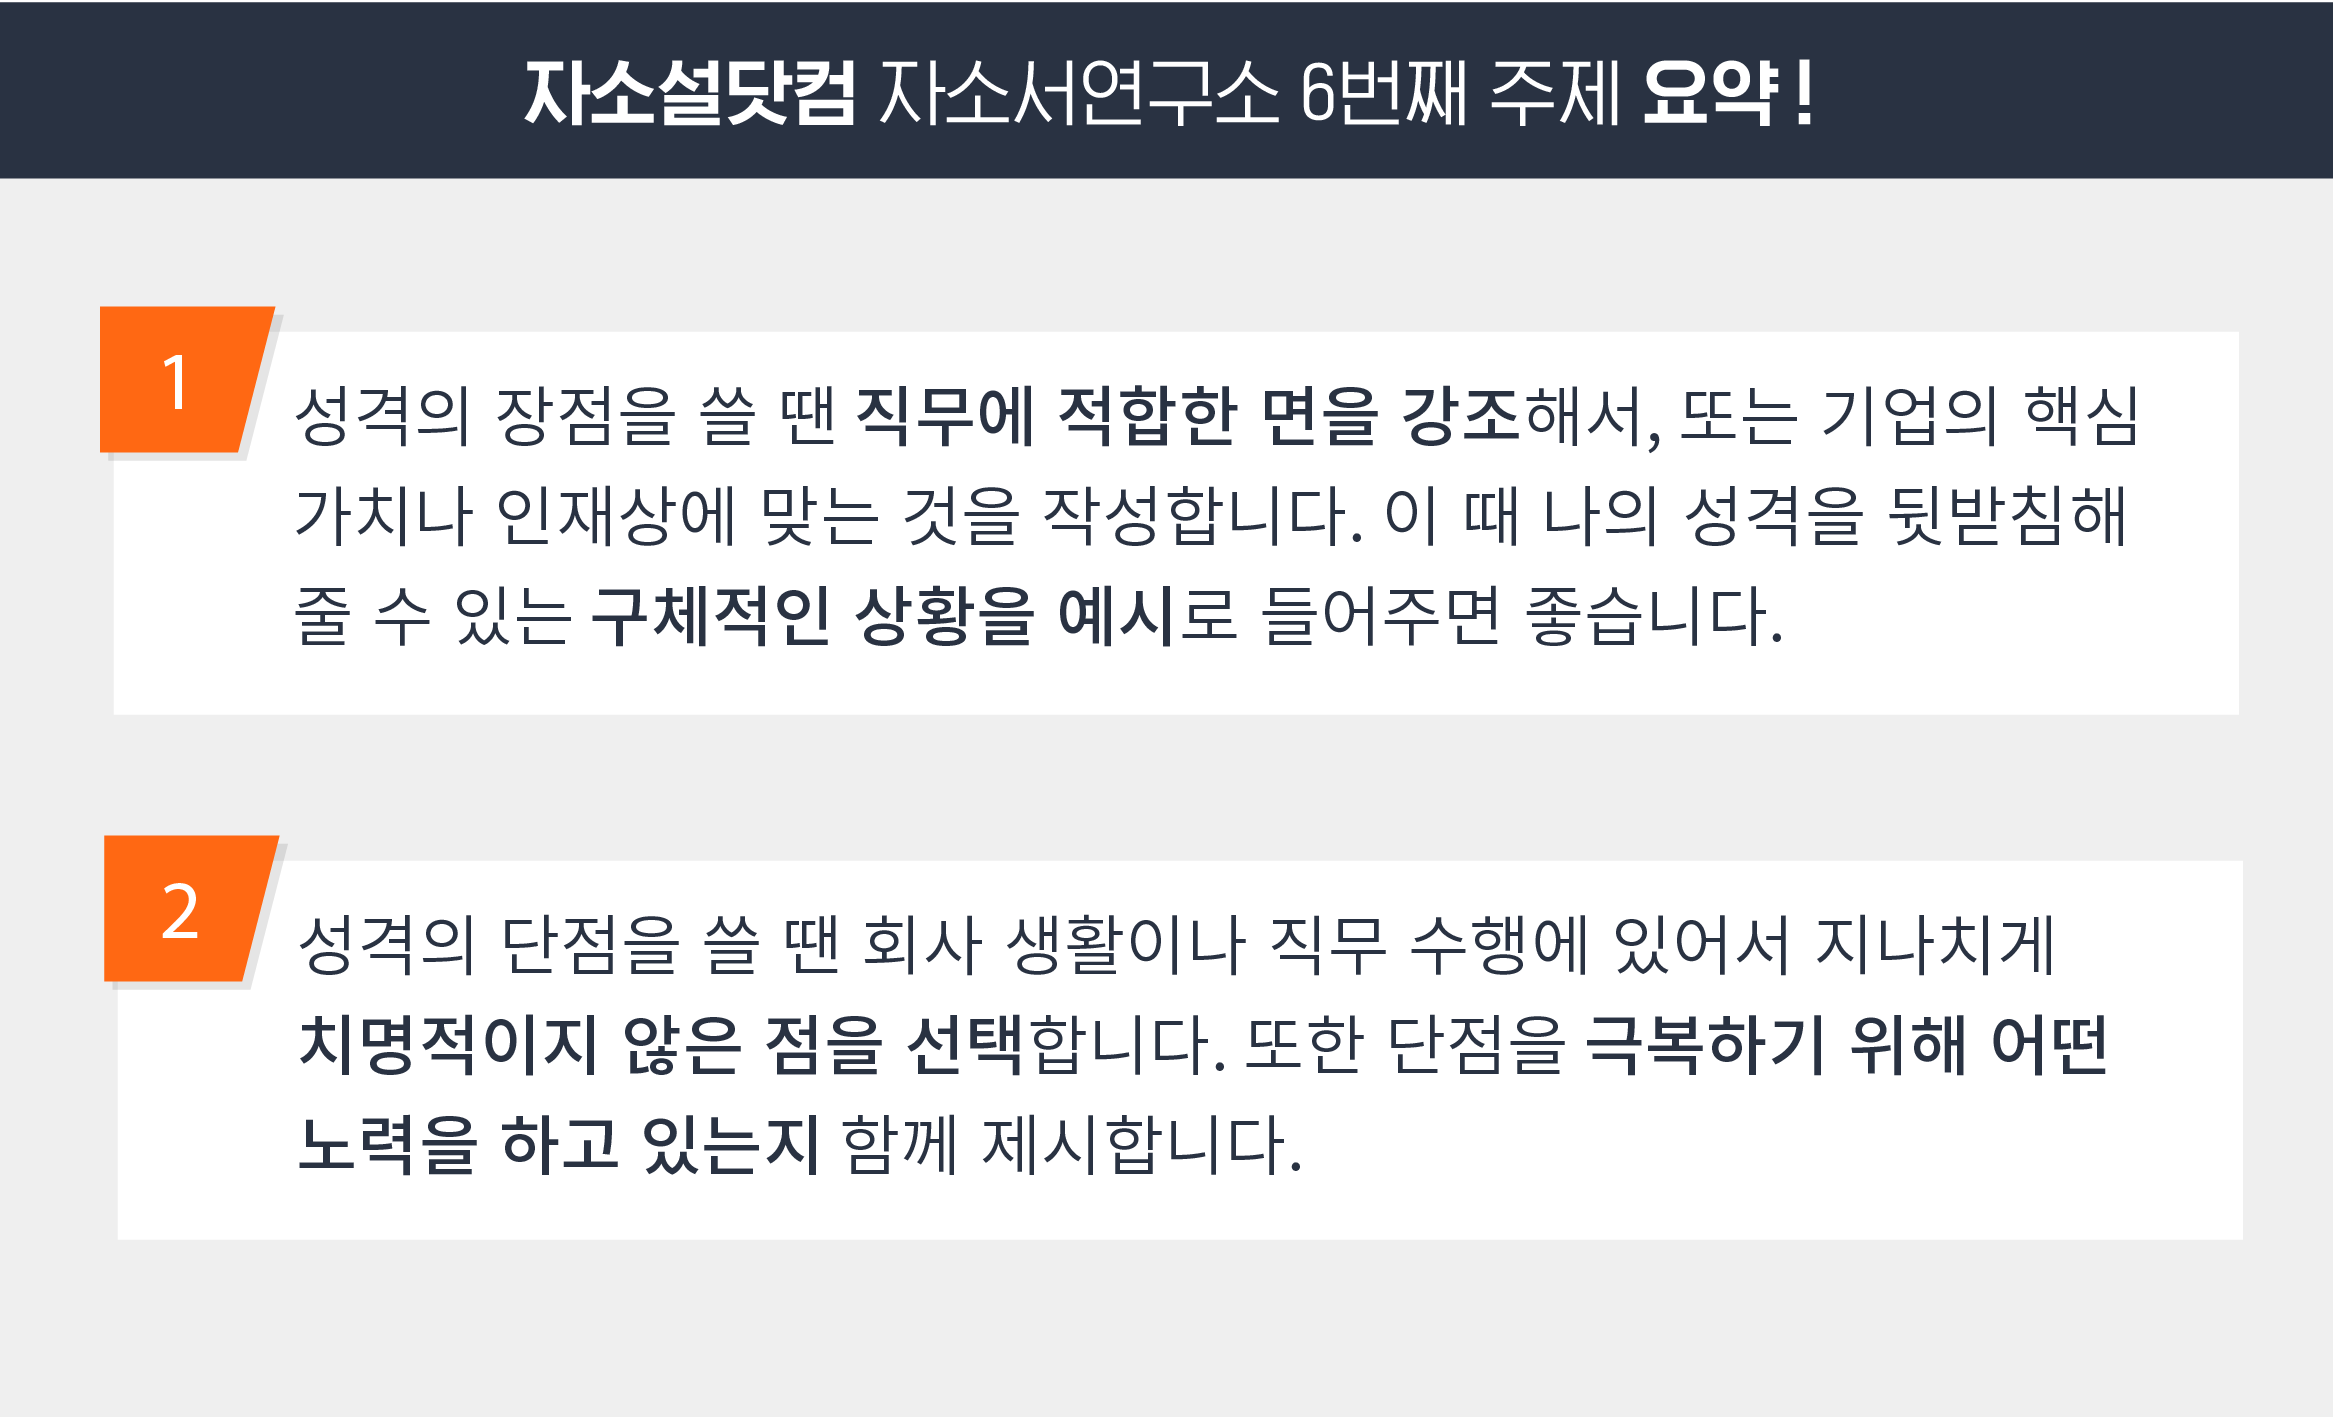 자소설닷컴 자소서연구소 6번째 주제 요약!
1
성격의 장점을 쓸 땐 직무에 적합한 면을 강조해서, 또는 기업의 핵심
가치나 인재상에 맞는 것을 작성합니다. 이 때 나의 성격을 뒷받침해
줄 수 있는 구체적인 상황을 예시로 들어주면 좋습니다.
2
성격의 단점을 쓸 땐 회사 생활이나 직무 수행에 있어서 지나치게
치명적이지 않은 점을 선택합니다. 또한 단점을 극복하기 위해 어떤
노력을 하고 있는지 함께 제시합니다.